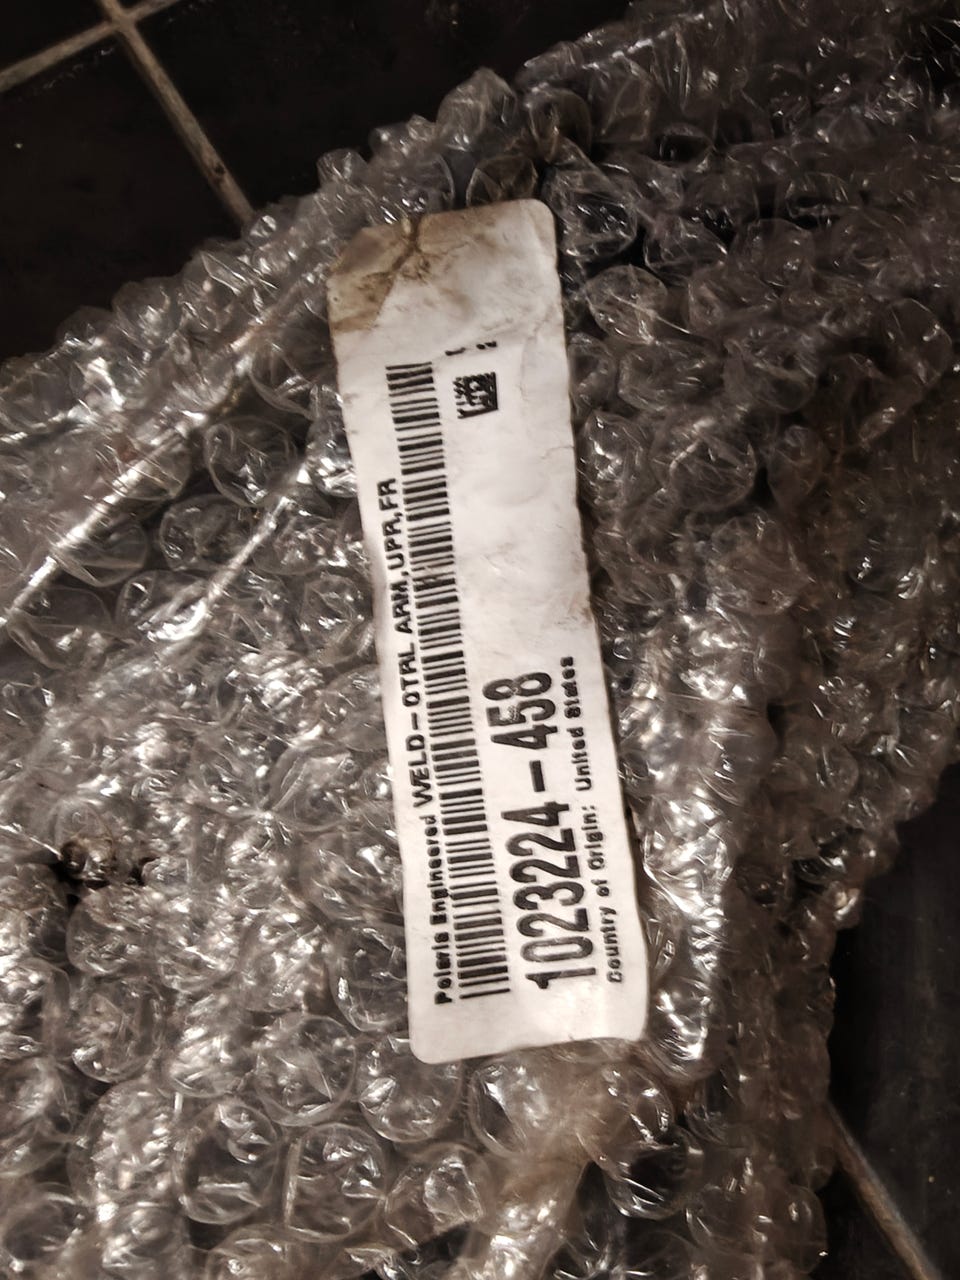 Polaris Engineered WELD-CTRL ARM,UPR,FR
1023224-458
Country of Origin: United States